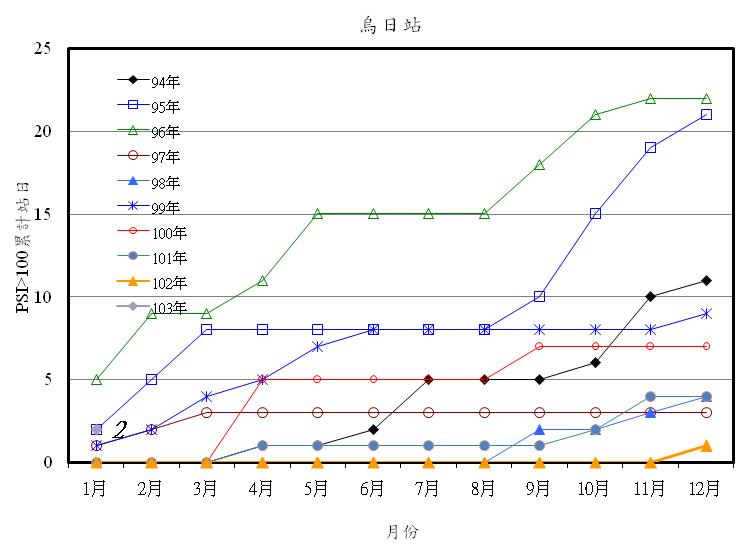 烏日站
25
20
15
10
5
0
PSI>100累計站日
94年
95年
96年
97年
98年
99年
100年
101年
102年
103年
2
1月 2月 3月 4月 5月 6月 7月 8月 9月 10月 11月 12月
月份